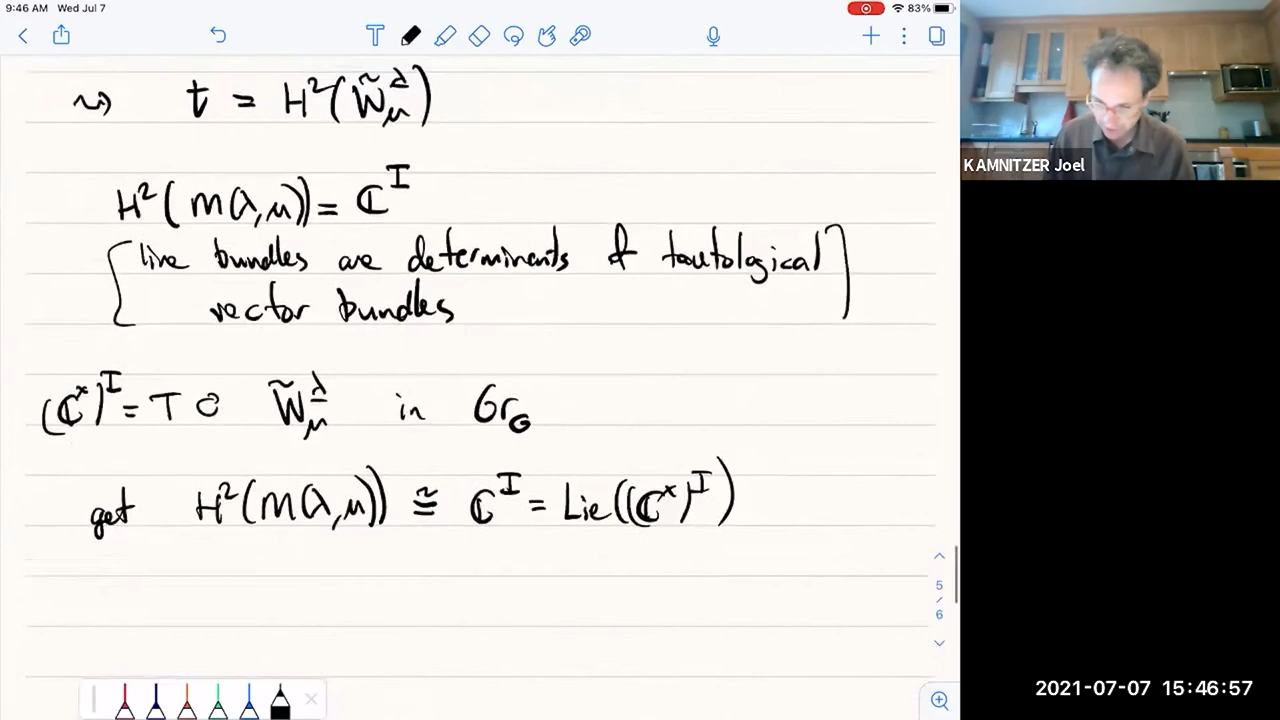 9:46 AM Wed Jul 7
83%
⇝ t = H²(W̃^λ_μ)
H²(M(λ,μ)) = ℂ^I
[line bundles are determinants of tautological
vector bundles]
(ℂ^×)^I = T ↻ W̃^λ_μ in Gr_G
get H²(M(λ,μ)) ≅ ℂ^I = Lie((ℂ^×)^I)
5
/
6
KAMNITZER Joel
2021-07-07 15:46:57